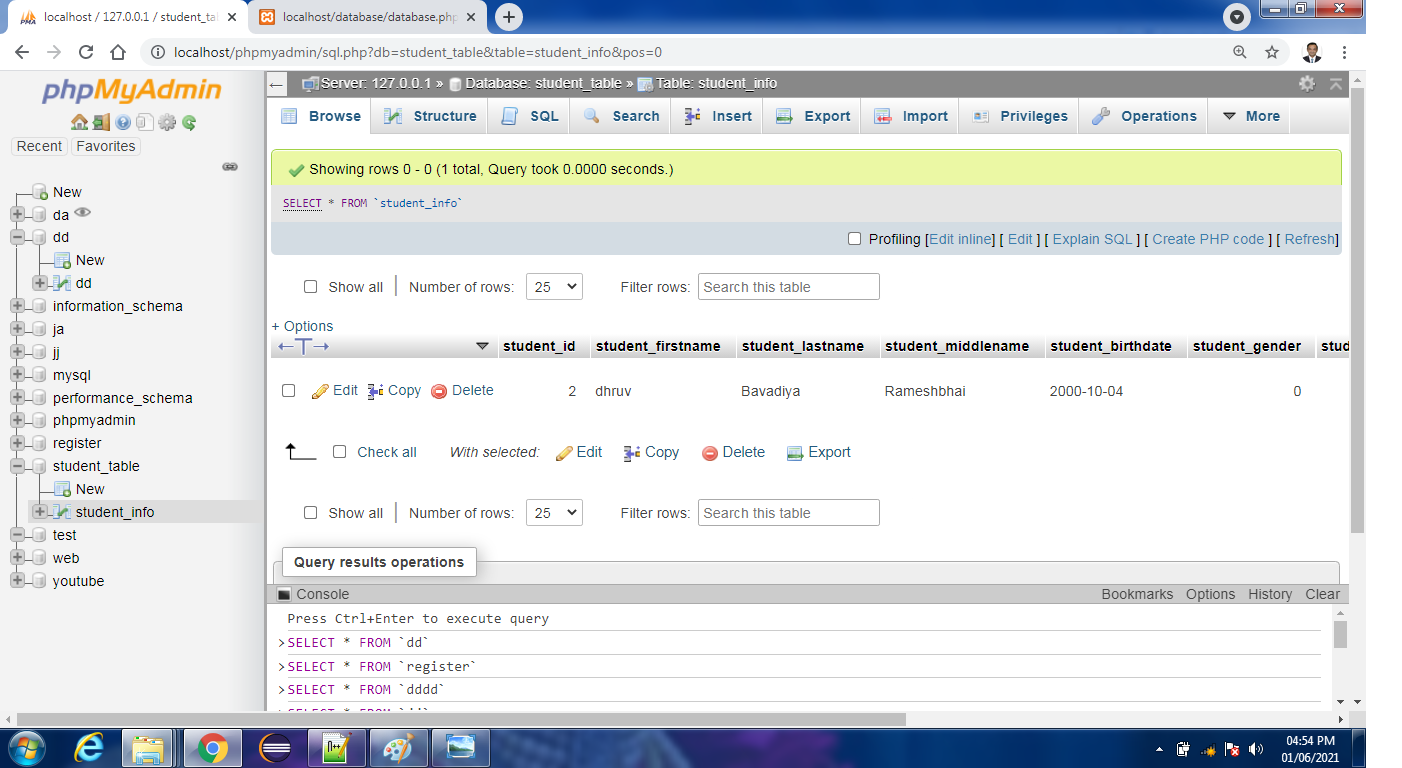 localhost / 127.0.0.1 / student_ta
localhost/database/database.php
localhost/phpmyadmin/sql.php?db=student_table&table=student_info&pos=0
phpMyAdmin
Recent Favorites
New
da
dd
New
dd
information_schema
ja
jj
mysql
performance_schema
phpmyadmin
register
student_table
New
student_info
test
web
youtube
Server: 127.0.0.1 » Database: student_table » Table: student_info
Browse Structure SQL Search Insert Export Import Privileges Operations More
Showing rows 0 - 0 (1 total, Query took 0.0000 seconds.)
SELECT * FROM `student_info`
Profiling [Edit inline] [ Edit ] [ Explain SQL ] [ Create PHP code ] [ Refresh]
Show all Number of rows: 25 Filter rows: Search this table
+ Options
student_id student_firstname student_lastname student_middlename student_birthdate student_gender stud
Edit Copy Delete 2 dhruv Bavadiya Rameshbhai 2000-10-04 0
Check all With selected: Edit Copy Delete Export
Show all Number of rows: 25 Filter rows: Search this table
Query results operations
Console Bookmarks Options History Clear
Press Ctrl+Enter to execute query
>SELECT * FROM `dd`
>SELECT * FROM `register`
>SELECT * FROM `dddd`
04:54 PM
01/06/2021